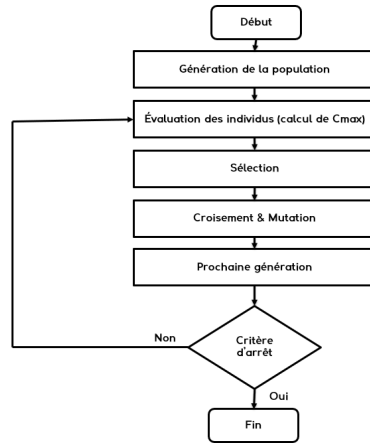 Début
Génération de la population
Évaluation des individus (calcul de Cmax)
Sélection
Croisement & Mutation
Prochaine génération
Critère
d'arrêt
Non
Oui
Fin